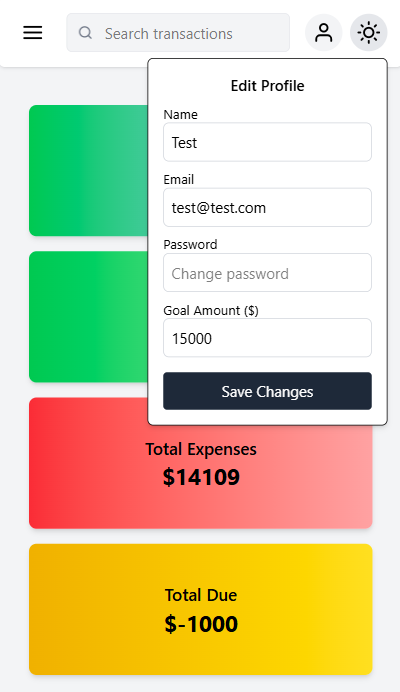 Search transactions
Edit Profile
Name
Test
Email
test@test.com
Password
Change password
Goal Amount ($)
15000
Save Changes
Total Expenses
$14109
Total Due
$-1000